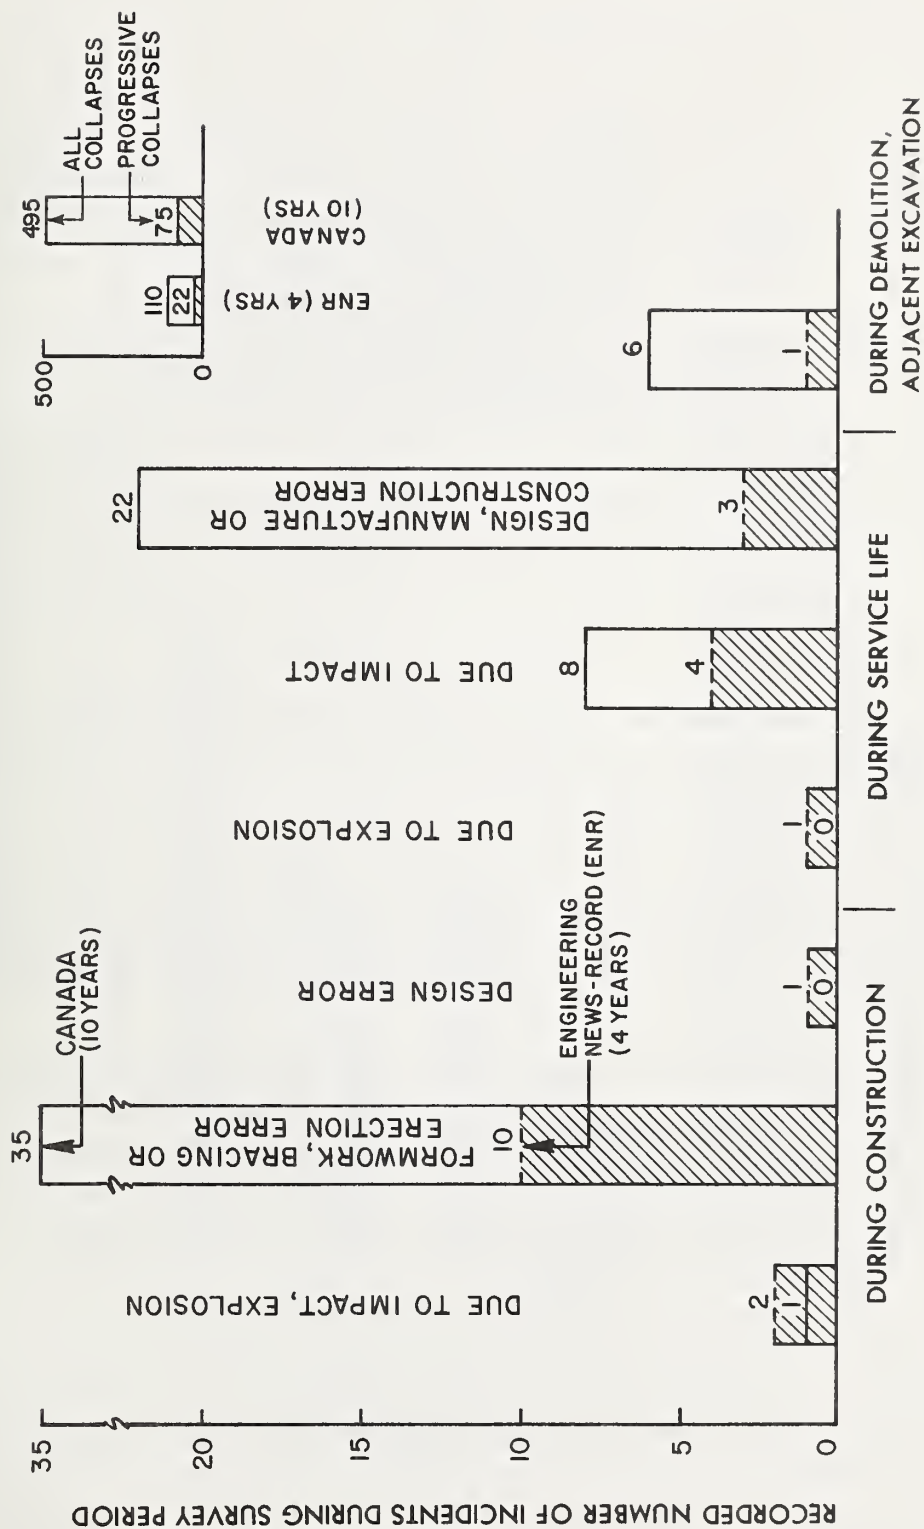 RECORDED NUMBER OF INCIDENTS DURING SURVEY PERIOD
35
20
15
10
5
0
DUE TO IMPACT, EXPLOSION
2
1
35
CANADA
(10 YEARS)
FORMWORK, BRACING OR
ERECTION ERROR
10
ENGINEERING
NEWS-RECORD (ENR)
(4 YEARS)
DESIGN ERROR
1
0
DURING CONSTRUCTION
DUE TO EXPLOSION
1
0
DUE TO IMPACT
8
4
22
DESIGN, MANUFACTURE OR
CONSTRUCTION ERROR
3
DURING SERVICE LIFE
6
1
DURING DEMOLITION,
ADJACENT EXCAVATION
500
0
110
22
ENR (4 YRS)
495
75
CANADA
(10 YRS)
ALL
COLLAPSES
PROGRESSIVE
COLLAPSES